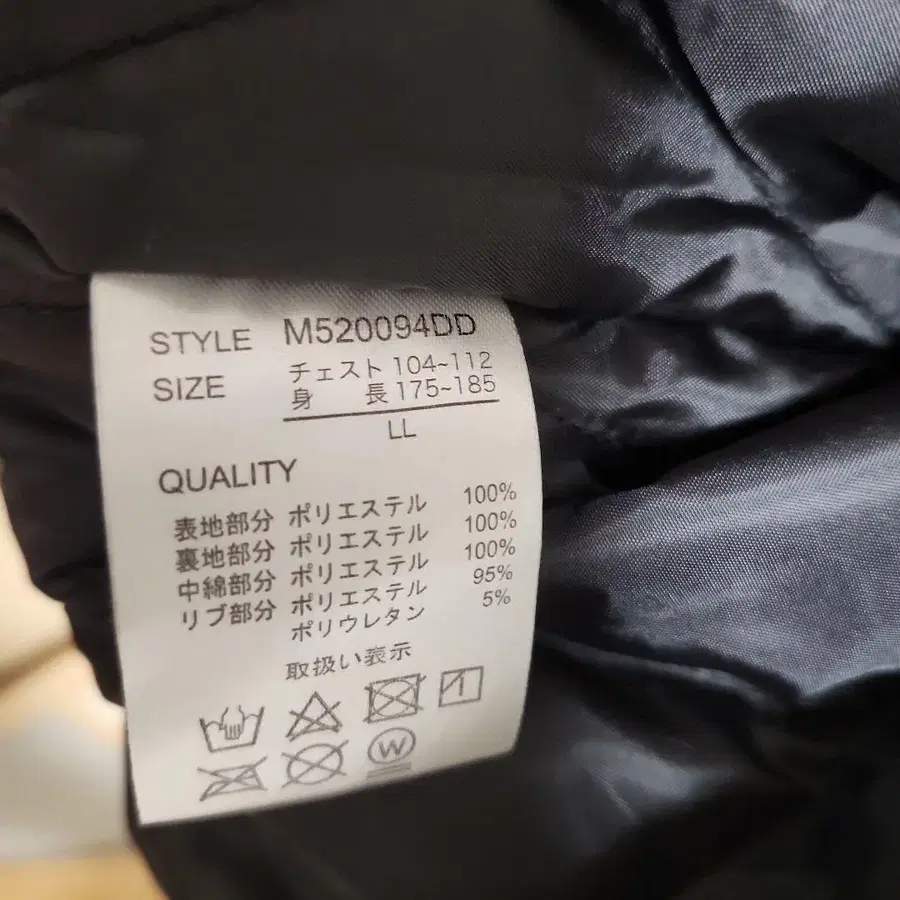 STYLE M520094DD
SIZE チェスト 104~112
身 長 175~185
LL
QUALITY
表地部分 ポリエステル 100%
裏地部分 ポリエステル 100%
中綿部分 ポリエステル 100%
リブ部分 ポリエステル 95%
ポリウレタン 5%
取扱い表示
W